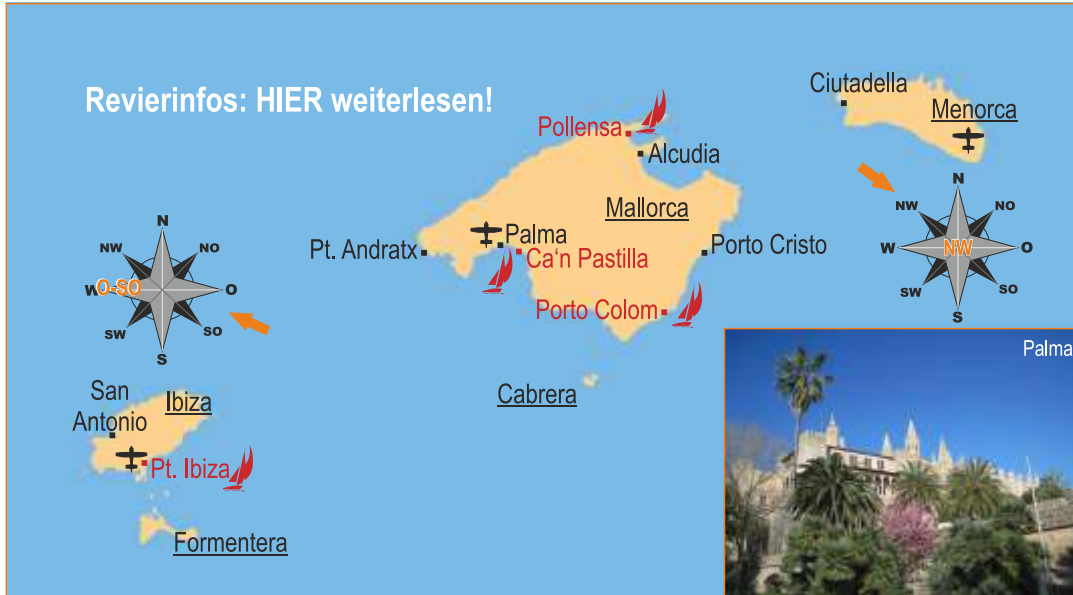 Revierinfos: HIER weiterlesen!
Ciutadella
Menorca
Pollensa
Alcudia
Mallorca
Pt. Andratx
Palma
Ca'n Pastilla
Porto Cristo
Porto Colom
Cabrera
N
NW
NO
W
O-SO
O
SW
SO
S
N
NW
NO
W
NW
O
SW
SO
S
San
Antonio
Ibiza
Pt. Ibiza
Formentera
Palma